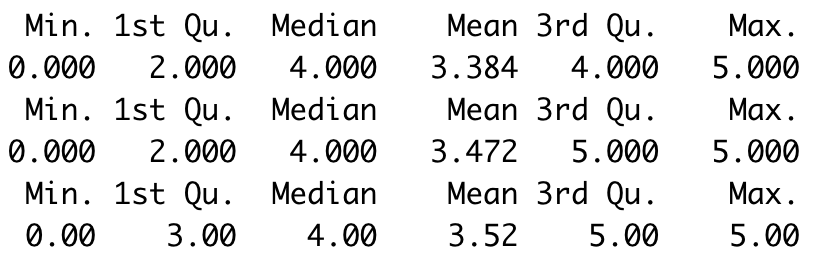 Min. 1st Qu. Median Mean 3rd Qu. Max.
0.000 2.000 4.000 3.384 4.000 5.000
Min. 1st Qu. Median Mean 3rd Qu. Max.
0.000 2.000 4.000 3.472 5.000 5.000
Min. 1st Qu. Median Mean 3rd Qu. Max.
0.00 3.00 4.00 3.52 5.00 5.00